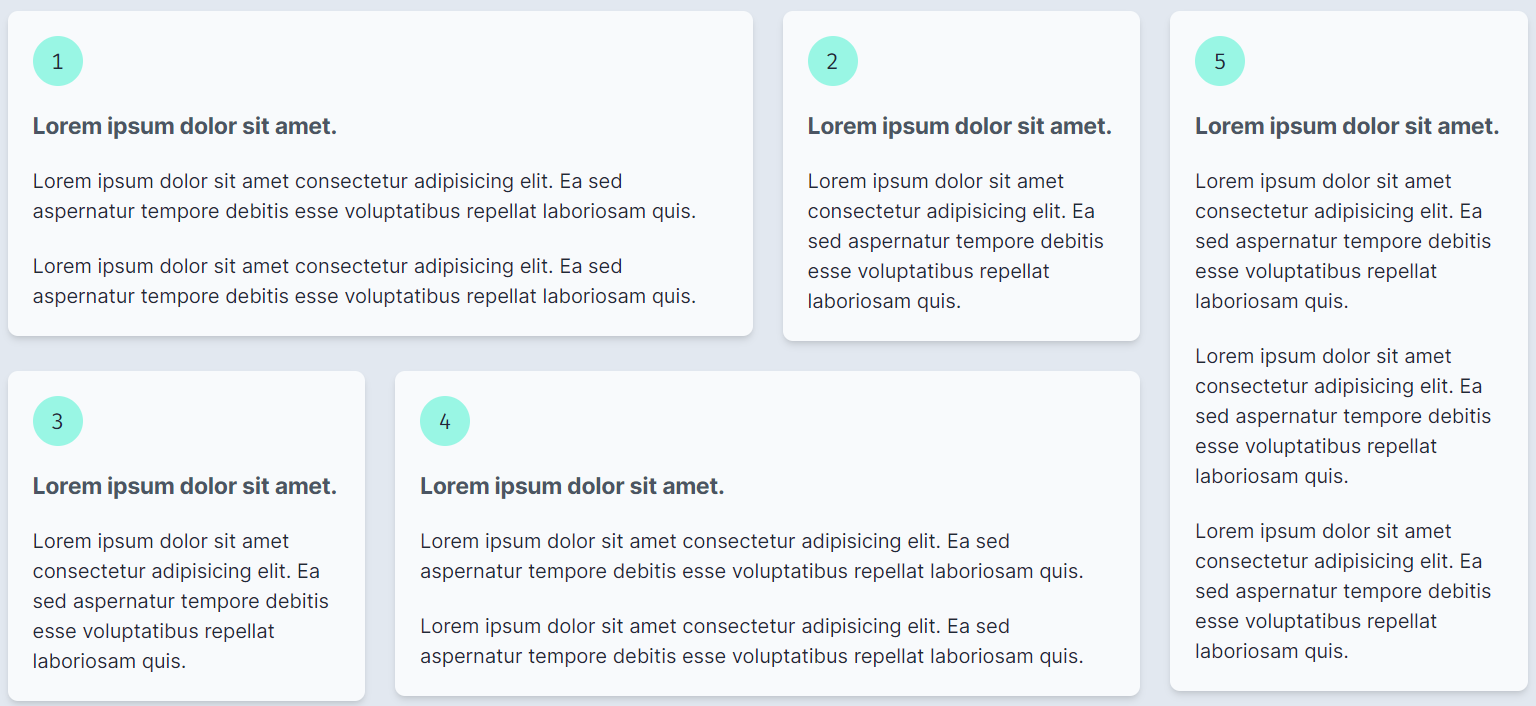 1
Lorem ipsum dolor sit amet.
Lorem ipsum dolor sit amet consectetur adipisicing elit. Ea sed
aspernatur tempore debitis esse voluptatibus repellat laboriosam quis.
Lorem ipsum dolor sit amet consectetur adipisicing elit. Ea sed
aspernatur tempore debitis esse voluptatibus repellat laboriosam quis.
2
Lorem ipsum dolor sit amet.
Lorem ipsum dolor sit amet
consectetur adipisicing elit. Ea
sed aspernatur tempore debitis
esse voluptatibus repellat
laboriosam quis.
3
Lorem ipsum dolor sit amet.
Lorem ipsum dolor sit amet
consectetur adipisicing elit. Ea
sed aspernatur tempore debitis
esse voluptatibus repellat
laboriosam quis.
4
Lorem ipsum dolor sit amet.
Lorem ipsum dolor sit amet consectetur adipisicing elit. Ea sed
aspernatur tempore debitis esse voluptatibus repellat laboriosam quis.
Lorem ipsum dolor sit amet consectetur adipisicing elit. Ea sed
aspernatur tempore debitis esse voluptatibus repellat laboriosam quis.
5
Lorem ipsum dolor sit amet.
Lorem ipsum dolor sit amet
consectetur adipisicing elit. Ea
sed aspernatur tempore debitis
esse voluptatibus repellat
laboriosam quis.
Lorem ipsum dolor sit amet
consectetur adipisicing elit. Ea
sed aspernatur tempore debitis
esse voluptatibus repellat
laboriosam quis.
Lorem ipsum dolor sit amet
consectetur adipisicing elit. Ea
sed aspernatur tempore debitis
esse voluptatibus repellat
laboriosam quis.